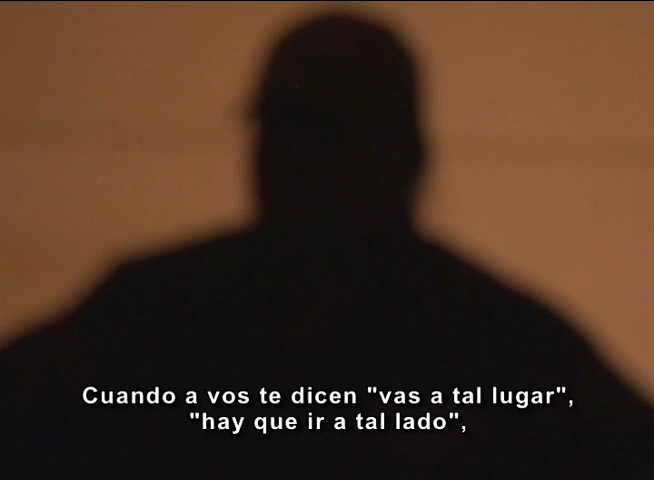 Cuando a vos te dicen "vas a tal lugar",
"hay que ir a tal lado",